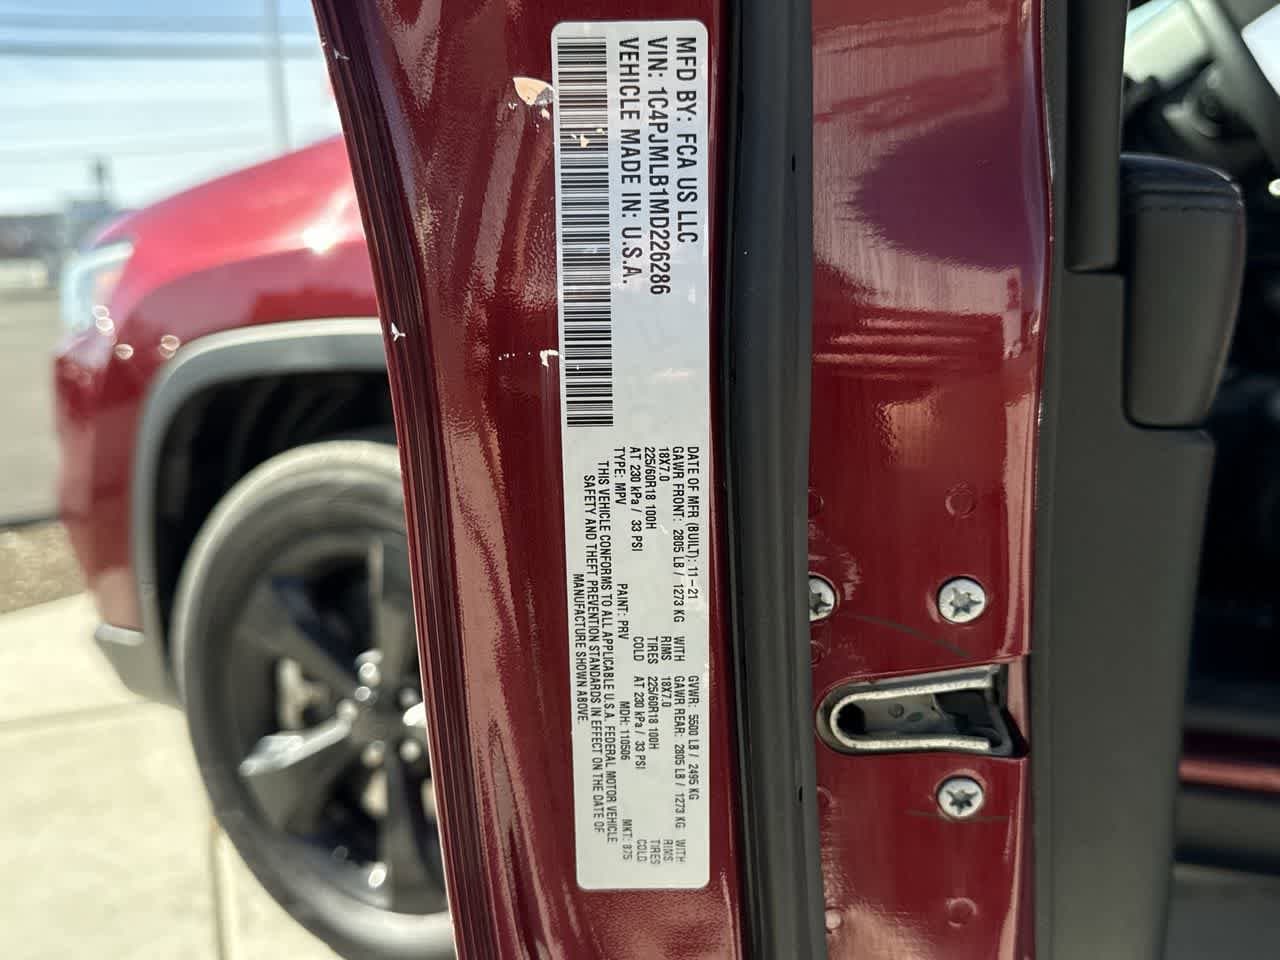 MFD BY: FCA US LLC
VIN: 1C4PJMLB1MD226286
VEHICLE MADE IN: U.S.A.
DATE OF MFR (BUILT): 11-21 GVWR: 5500 LB / 2495 KG
GAWR FRONT: 2805 LB / 1273 KG WITH GAWR REAR: 2805 LB / 1273 KG WITH
18X7.0 RIMS 18X7.0 RIMS
225/60R18 100H TIRES 225/60R18 100H TIRES
AT 230 kPa / 33 PSI COLD AT 230 kPa / 33 PSI COLD
TYPE: MPV PAINT: PRV MDH: 110506 MKT: 875
THIS VEHICLE CONFORMS TO ALL APPLICABLE U.S.A. FEDERAL MOTOR VEHICLE
SAFETY AND THEFT PREVENTION STANDARDS IN EFFECT ON THE DATE OF
MANUFACTURE SHOWN ABOVE.